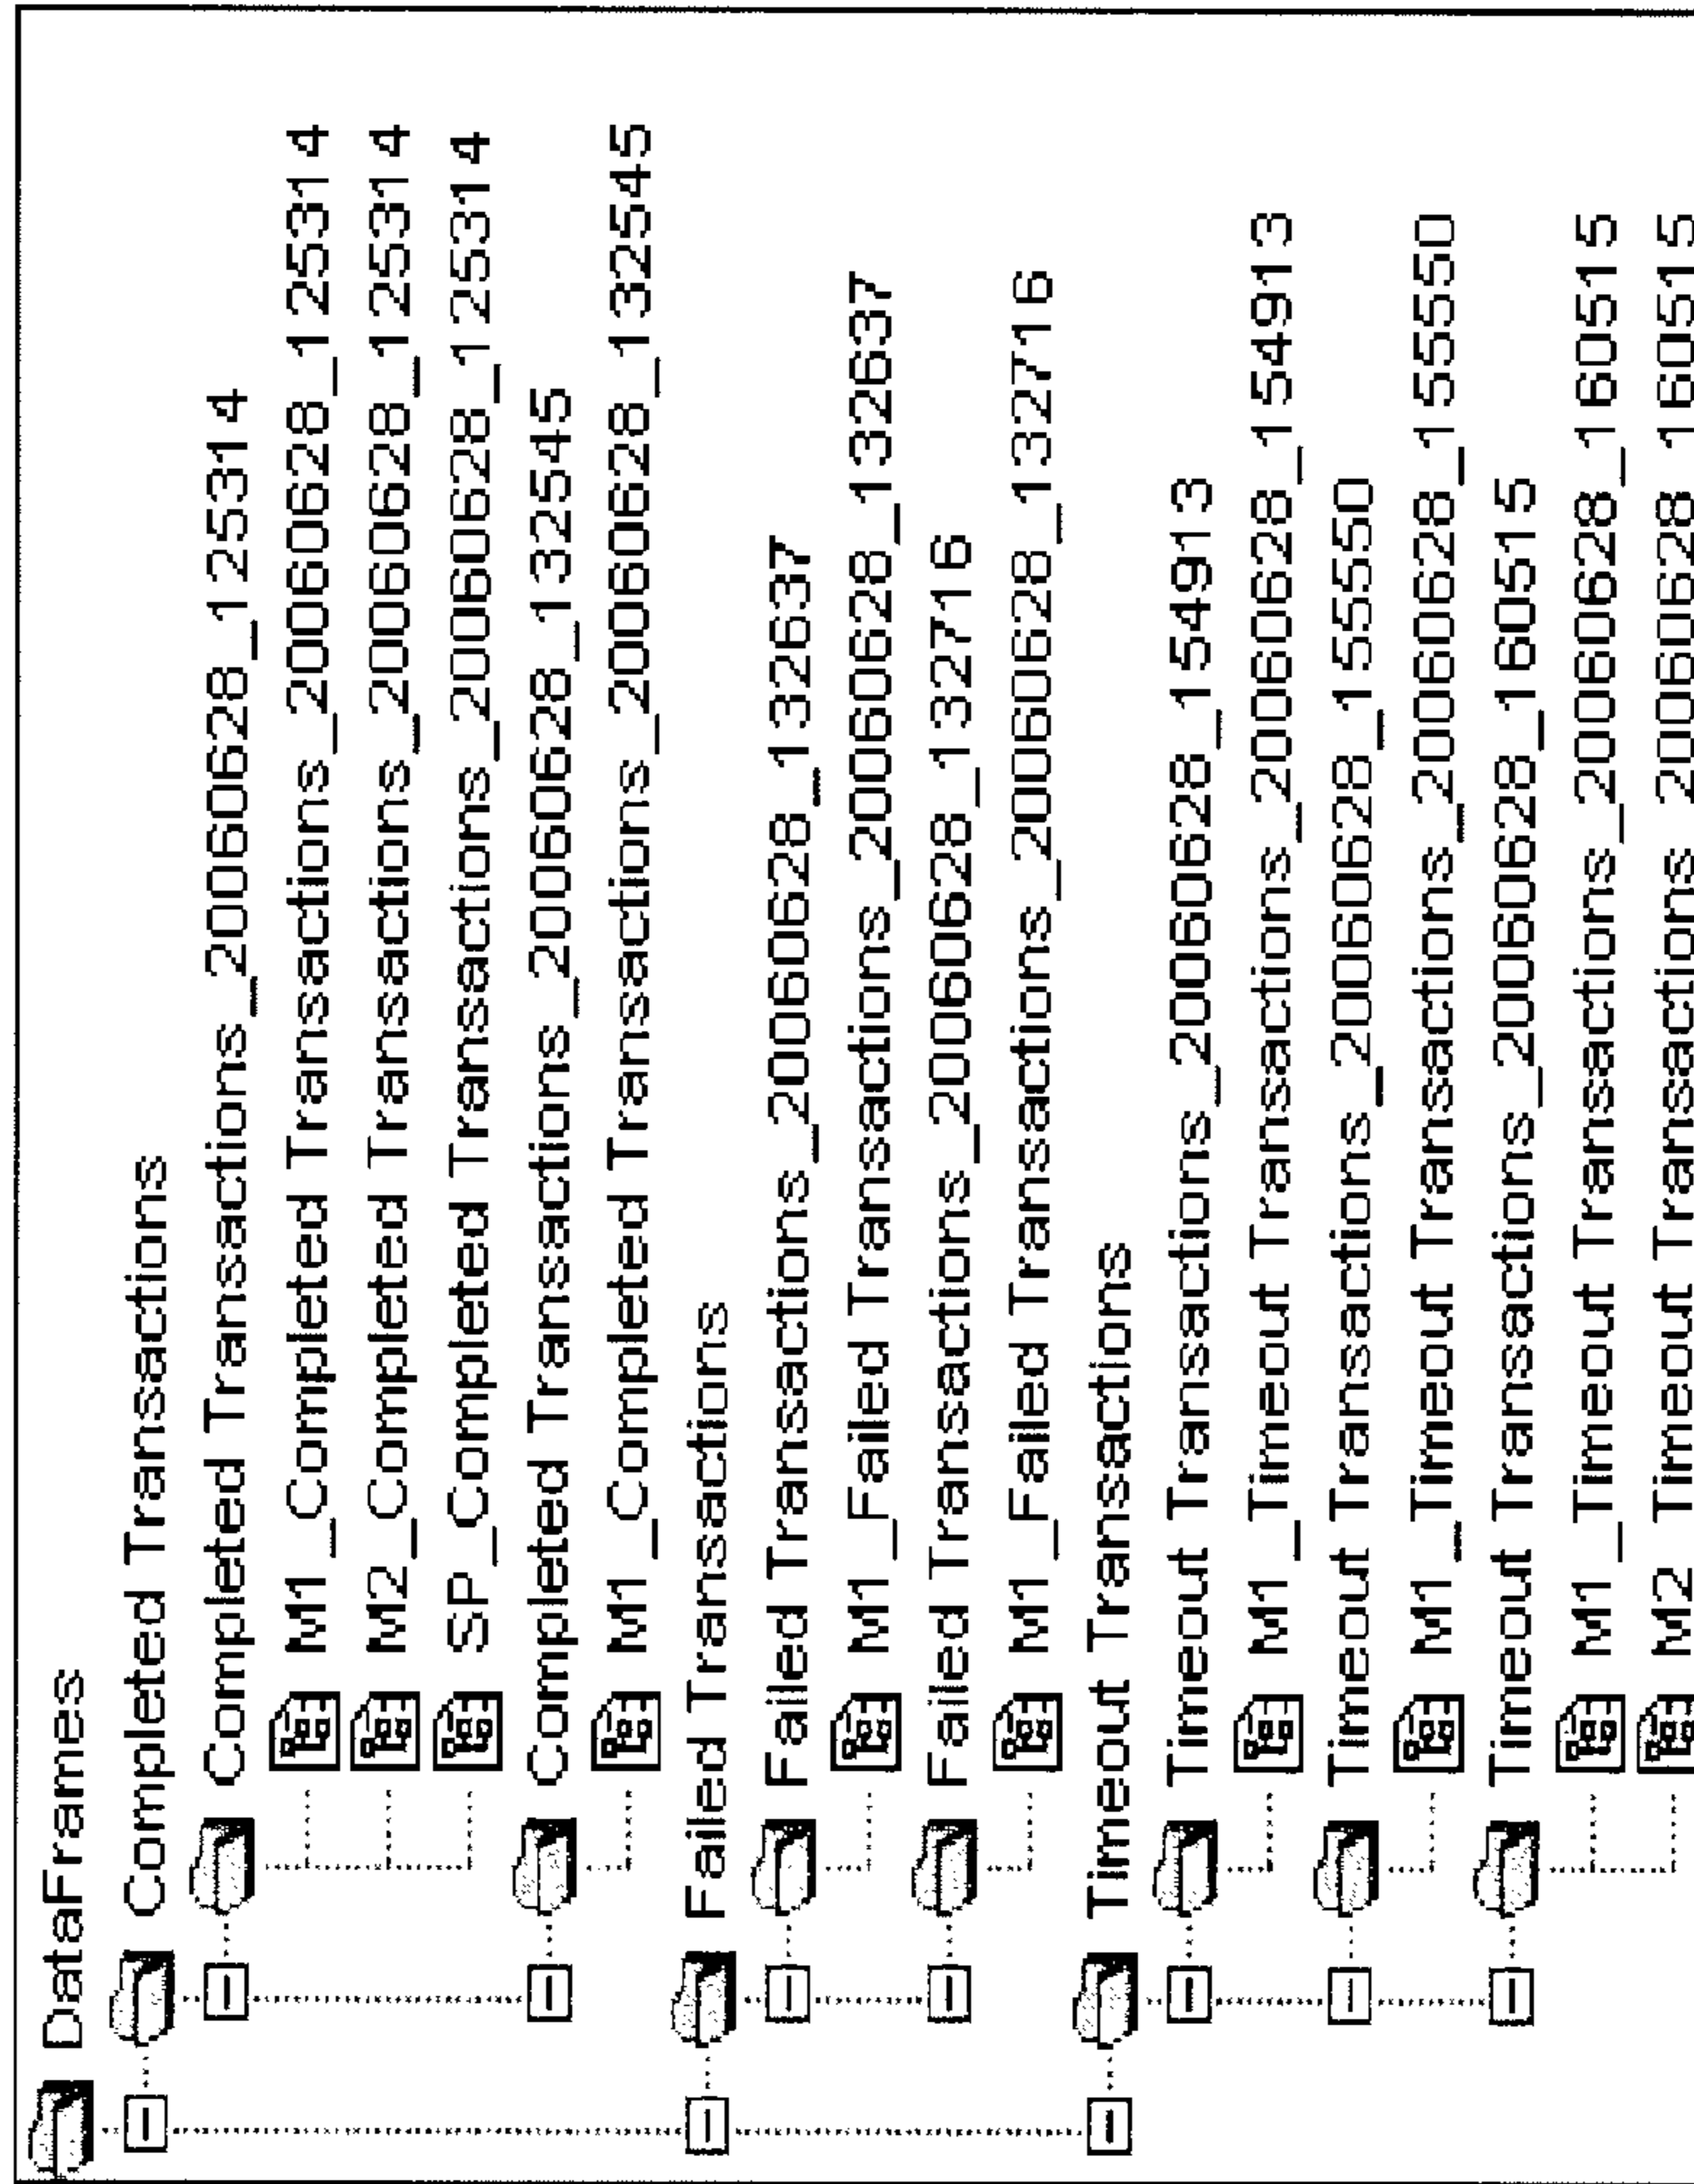 DataFrames
Completed Transactions
Completed Transactions_20060628_125314
M1_Completed Transactions_20060628_125314
M2_Completed Transactions_20060628_125314
SP_Completed Transactions_20060628_125314
Completed Transactions_20060628_132545
M1_Completed Transactions_20060628_132545
Failed Transactions
Failed Transactions_20060628_132637
M1_Failed Transactions_20060628_132637
Failed Transactions_20060628_132716
M1_Failed Transactions_20060628_132716
Timeout Transactions
Timeout Transactions_20060628_154913
M1_Timeout Transactions_20060628_154913
Timeout Transactions_20060628_155550
M1_Timeout Transactions_20060628_155550
Timeout Transactions_20060628_160515
M1_Timeout Transactions_20060628_160515
M2_Timeout Transactions_20060628_160515